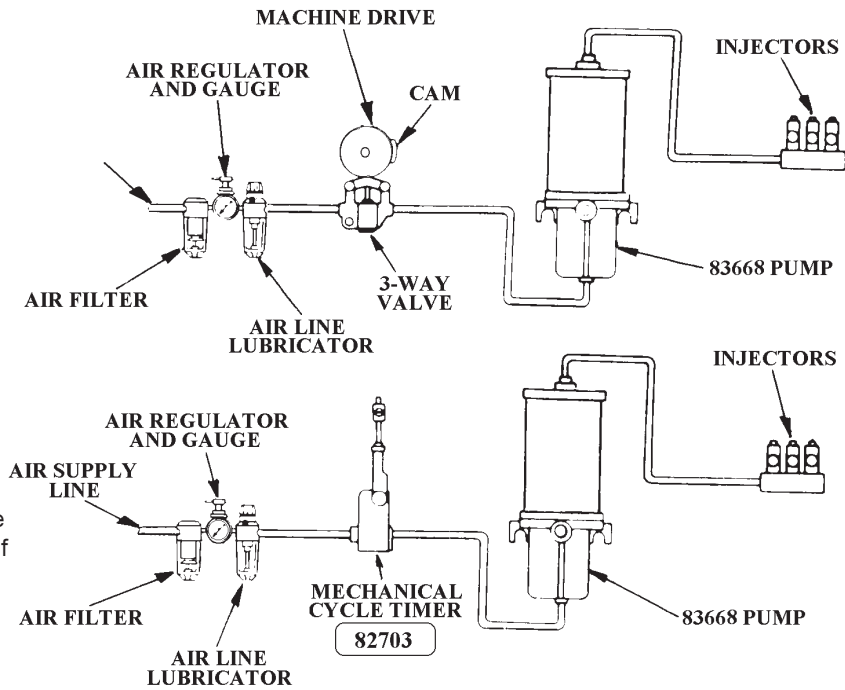 MACHINE DRIVE
INJECTORS
AIR REGULATOR
AND GAUGE
CAM
83668 PUMP
3-WAY
VALVE
AIR FILTER
AIR LINE
LUBRICATOR
INJECTORS
AIR REGULATOR
AND GAUGE
AIR SUPPLY
LINE
e
f
MECHANICAL
CYCLE TIMER
82703
AIR FILTER
83668 PUMP
AIR LINE
LUBRICATOR